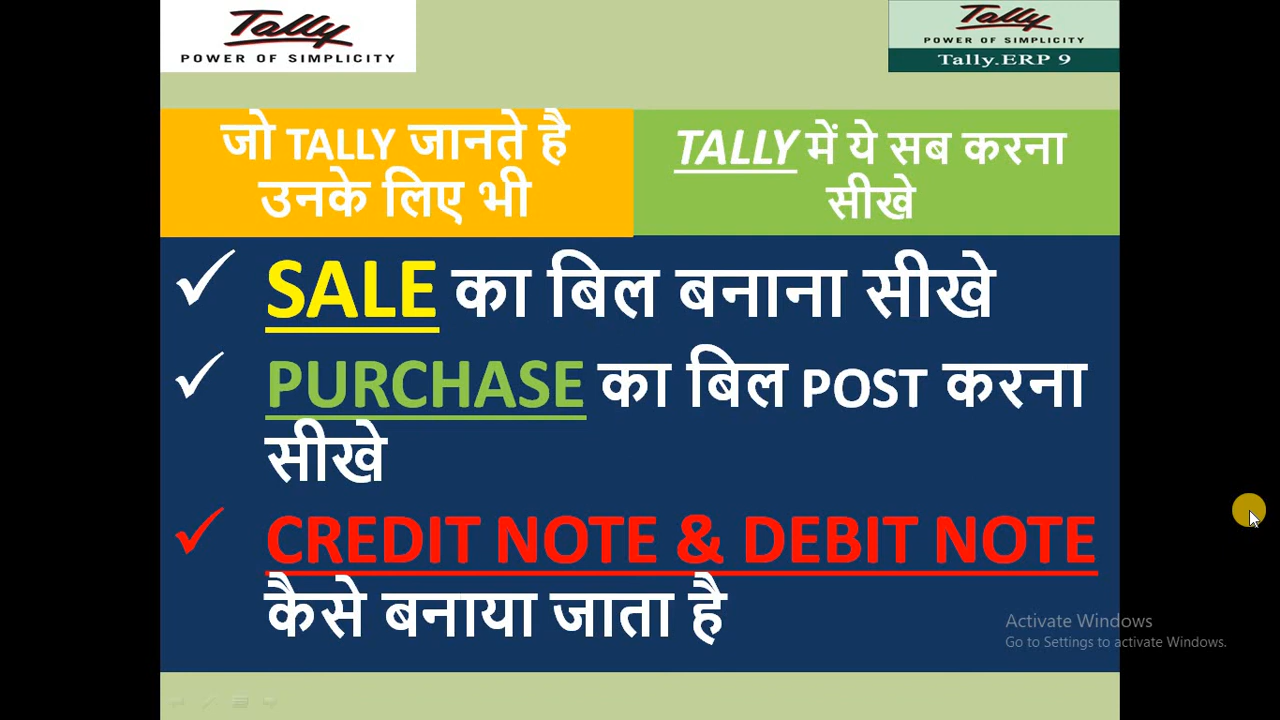 Tally
POWER OF SIMPLICITY
Tally
POWER OF SIMPLICITY
Tally.ERP 9
जो TALLY जानते है
उनके लिए भी
TALLY में ये सब करना
सीखे
✓ SALE का बिल बनाना सीखे
✓ PURCHASE का बिल POST करना
सीखे
✓ CREDIT NOTE & DEBIT NOTE
कैसे बनाया जाता है
Activate Windows
Go to Settings to activate Windows.